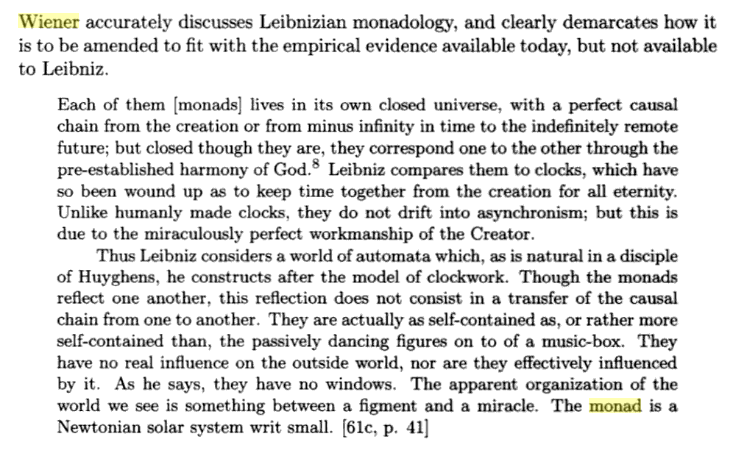 Wiener accurately discusses Leibnizian monadology, and clearly demarcates how it
is to be amended to fit with the empirical evidence available today, but not available
to Leibniz.
Each of them [monads] lives in its own closed universe, with a perfect causal
chain from the creation or from minus infinity in time to the indefinitely remote
future; but closed though they are, they correspond one to the other through the
pre-established harmony of God.⁸ Leibniz compares them to clocks, which have
so been wound up as to keep time together from the creation for all eternity.
Unlike humanly made clocks, they do not drift into asynchronism; but this is
due to the miraculously perfect workmanship of the Creator.
Thus Leibniz considers a world of automata which, as is natural in a disciple
of Huyghens, he constructs after the model of clockwork. Though the monads
reflect one another, this reflection does not consist in a transfer of the causal
chain from one to another. They are actually as self-contained as, or rather more
self-contained than, the passively dancing figures on to of a music-box. They
have no real influence on the outside world, nor are they effectively influenced
by it. As he says, they have no windows. The apparent organization of the
world we see is something between a figment and a miracle. The monad is a
Newtonian solar system writ small. [61c, p. 41]